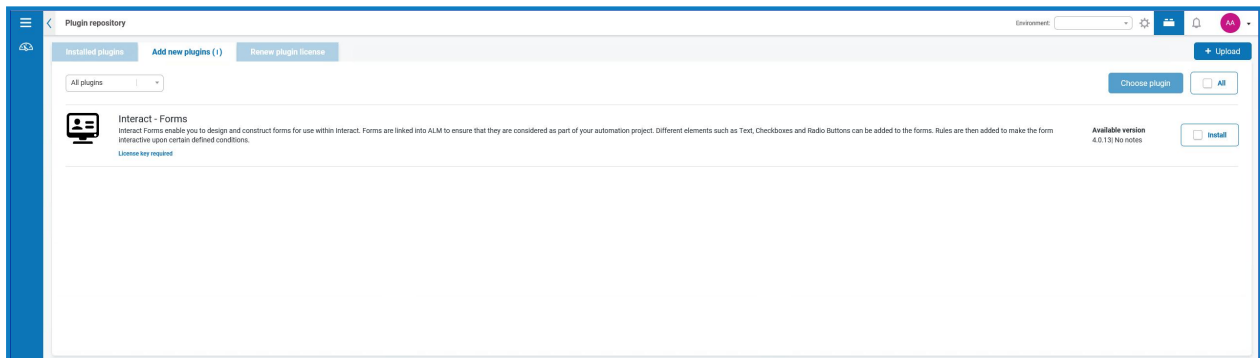 Plugin repository
Environment:
AA
Installed plugins
Add new plugins (1)
Renew plugin license
+ Upload
All plugins
Choose plugin
All
Interact - Forms
Interact Forms enable you to design and construct forms for use within Interact. Forms are linked into ALM to ensure that they are considered as part of your automation project. Different elements such as Text, Checkboxes and Radio Buttons can be added to the forms. Rules are then added to make the form
interactive upon certain defined conditions.
License key required
Available version
4.0.13| No notes
Install